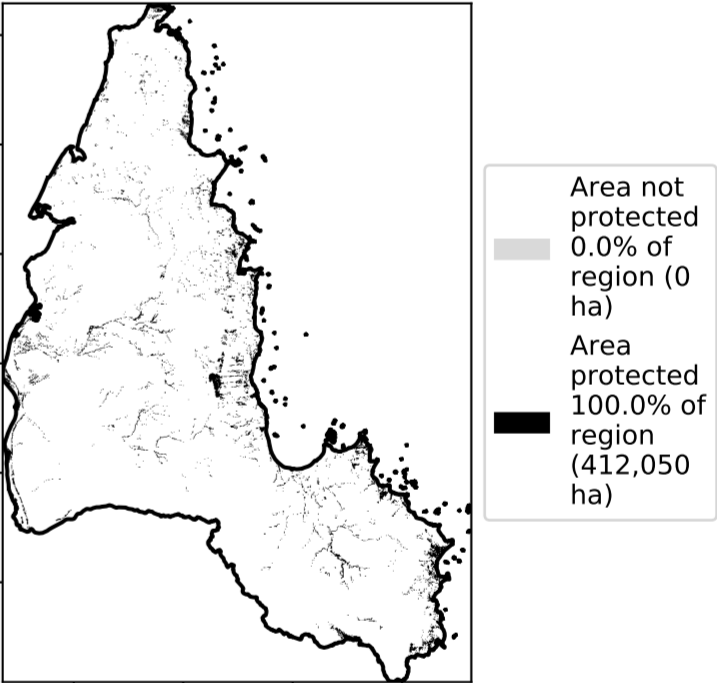 Area not
protected
0.0% of
region (0
ha)
Area
protected
100.0% of
region
(412,050
ha)